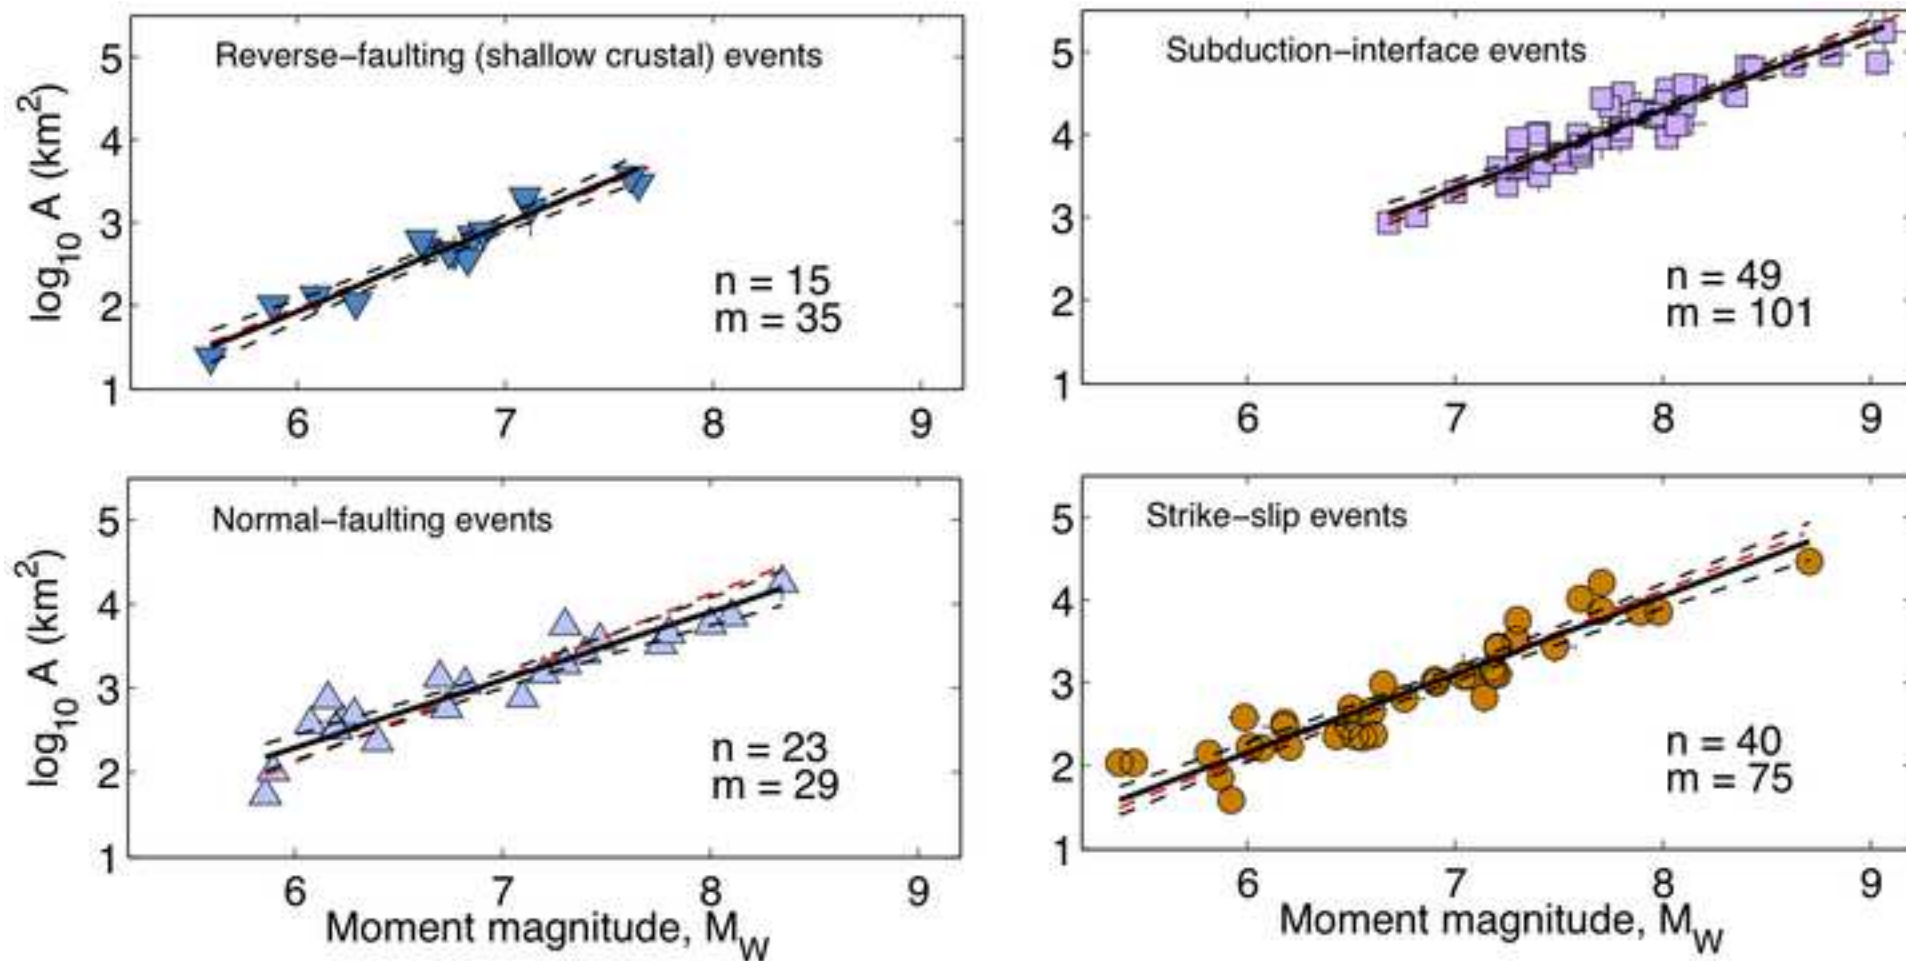 Reverse−faulting (shallow crustal) events
log10 A (km2)
5
4
3
2
1
n = 15
m = 35
6 7 8 9
Subduction−interface events
5
4
3
2
1
n = 49
m = 101
6 7 8 9
Normal−faulting events
log10 A (km2)
5
4
3
2
1
n = 23
m = 29
6 7 8 9
Moment magnitude, MW
Strike−slip events
5
4
3
2
1
n = 40
m = 75
6 7 8 9
Moment magnitude, MW